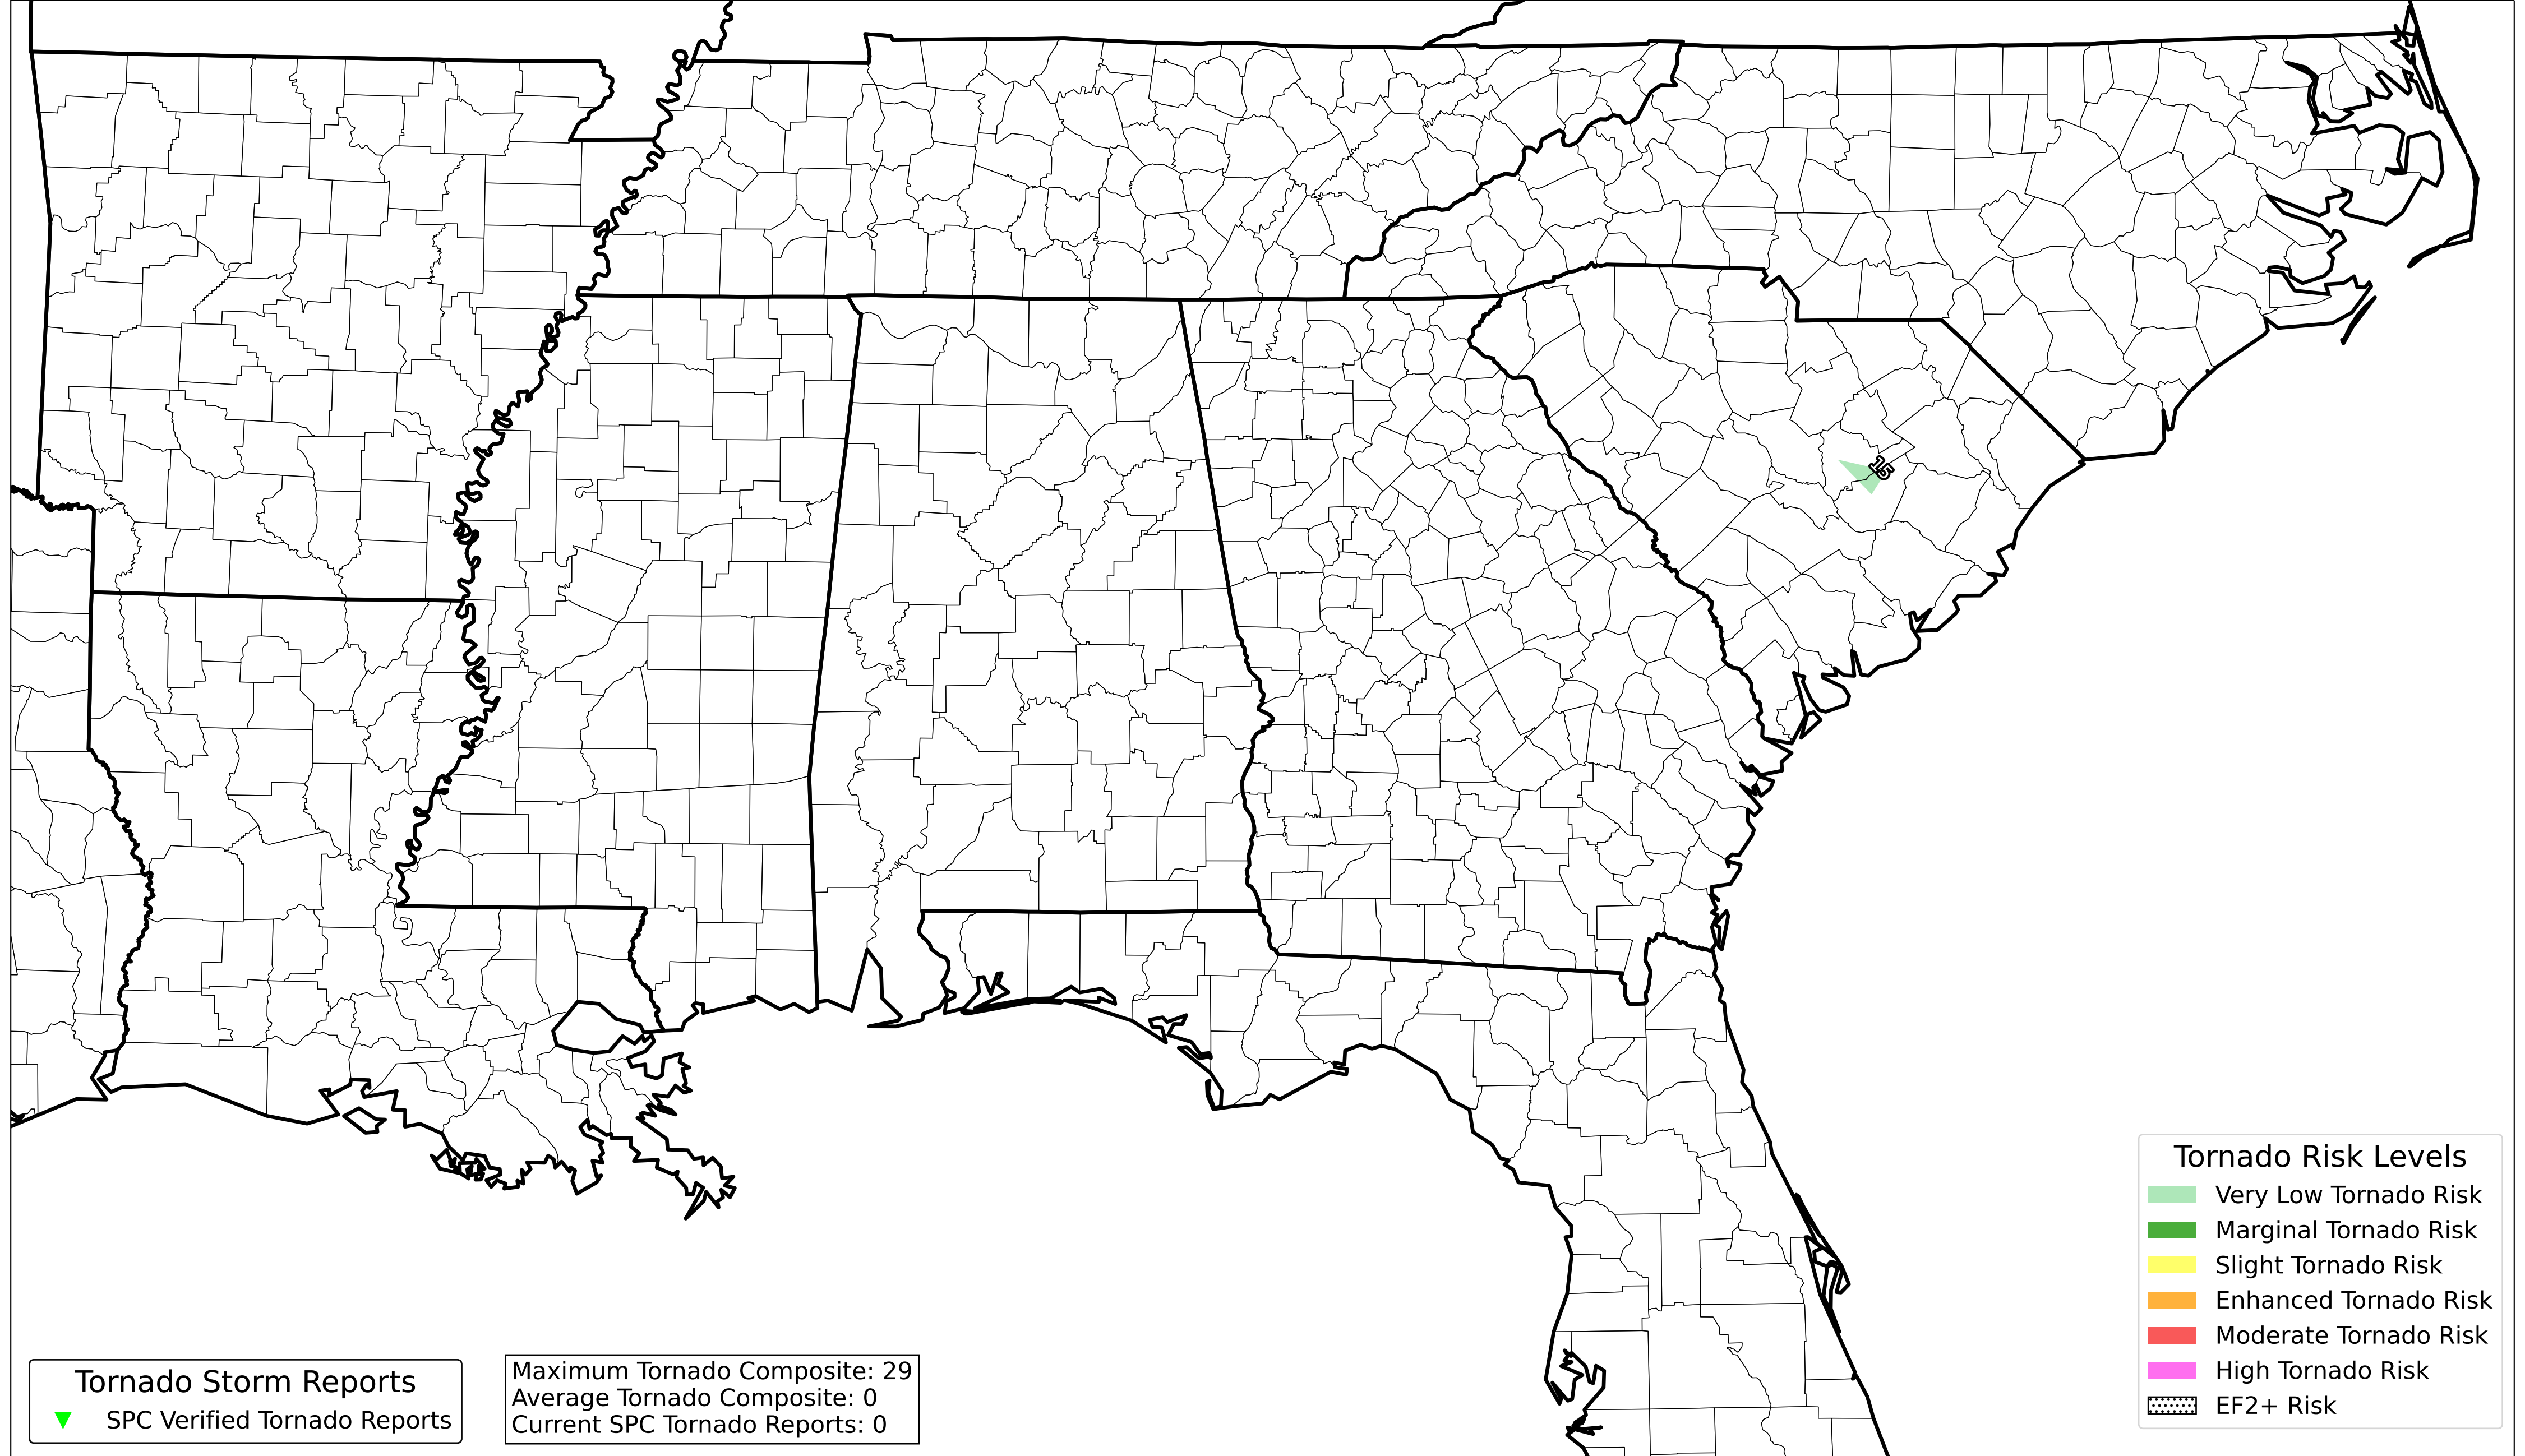 15
Tornado Risk Levels
Very Low Tornado Risk
Marginal Tornado Risk
Slight Tornado Risk
Enhanced Tornado Risk
Moderate Tornado Risk
High Tornado Risk
EF2+ Risk
Tornado Storm Reports
SPC Verified Tornado Reports
Maximum Tornado Composite: 29
Average Tornado Composite: 0
Current SPC Tornado Reports: 0